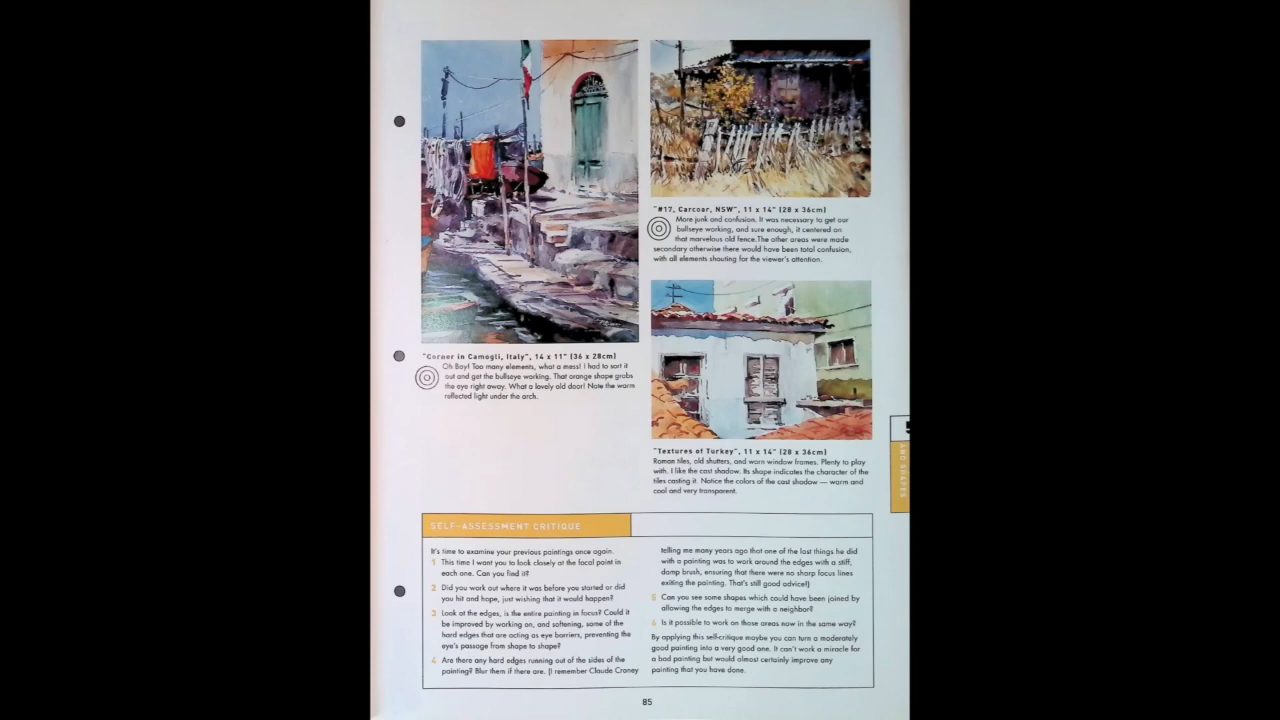 "Corner in Camogli, Italy", 14 x 11" (36 x 28cm)
Oh Boy! Too many elements, what a mess! I had to sort it
out and get the bullseye working. That orange shape grabs
the eye right away. What a lovely old door! Note the warm
reflected light under the arch.
"#17, Carcoar, NSW", 11 x 14" (28 x 36cm)
More junk and confusion. It was necessary to get our
bullseye working, and sure enough, it centered on
that marvelous old fence.The other areas were made
secondary otherwise there would have been total confusion,
with all elements shouting for the viewer's attention.
"Textures of Turkey", 11 x 14" (28 x 36cm)
Roman tiles, old shutters, and worn window frames. Plenty to play
with. I like the cast shadow. Its shape indicates the character of the
tiles casting it. Notice the colors of the cast shadow — warm and
cool and very transparent.
AND SHAPES
SELF-ASSESSMENT CRITIQUE
It's time to examine your previous paintings once again.
1 This time I want you to look closely at the focal point in
each one. Can you find it?
2 Did you work out where it was before you started or did
you hit and hope, just wishing that it would happen?
3 Look at the edges, is the entire painting in focus? Could it
be improved by working on, and softening, some of the
hard edges that are acting as eye barriers, preventing the
eye's passage from shape to shape?
4 Are there any hard edges running out of the sides of the
painting? Blur them if there are. (I remember Claude Croney
telling me many years ago that one of the last things he did
with a painting was to work around the edges with a stiff,
damp brush, ensuring that there were no sharp focus lines
exiting the painting. That's still good advice!)
5 Can you see some shapes which could have been joined by
allowing the edges to merge with a neighbor?
6 Is it possible to work on those areas now in the same way?
By applying this self-critique maybe you can turn a moderately
good painting into a very good one. It can't work a miracle for
a bad painting but would almost certainly improve any
painting that you have done.
85